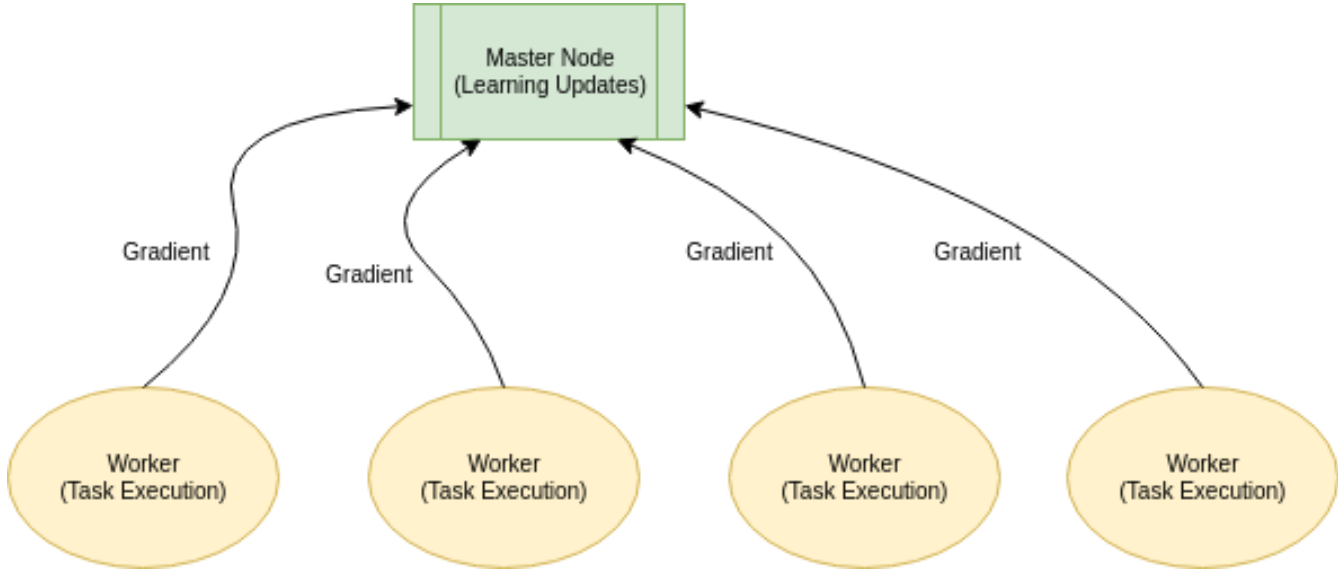 Master Node
(Learning Updates)
Gradient
Gradient
Gradient
Gradient
Worker
(Task Execution)
Worker
(Task Execution)
Worker
(Task Execution)
Worker
(Task Execution)